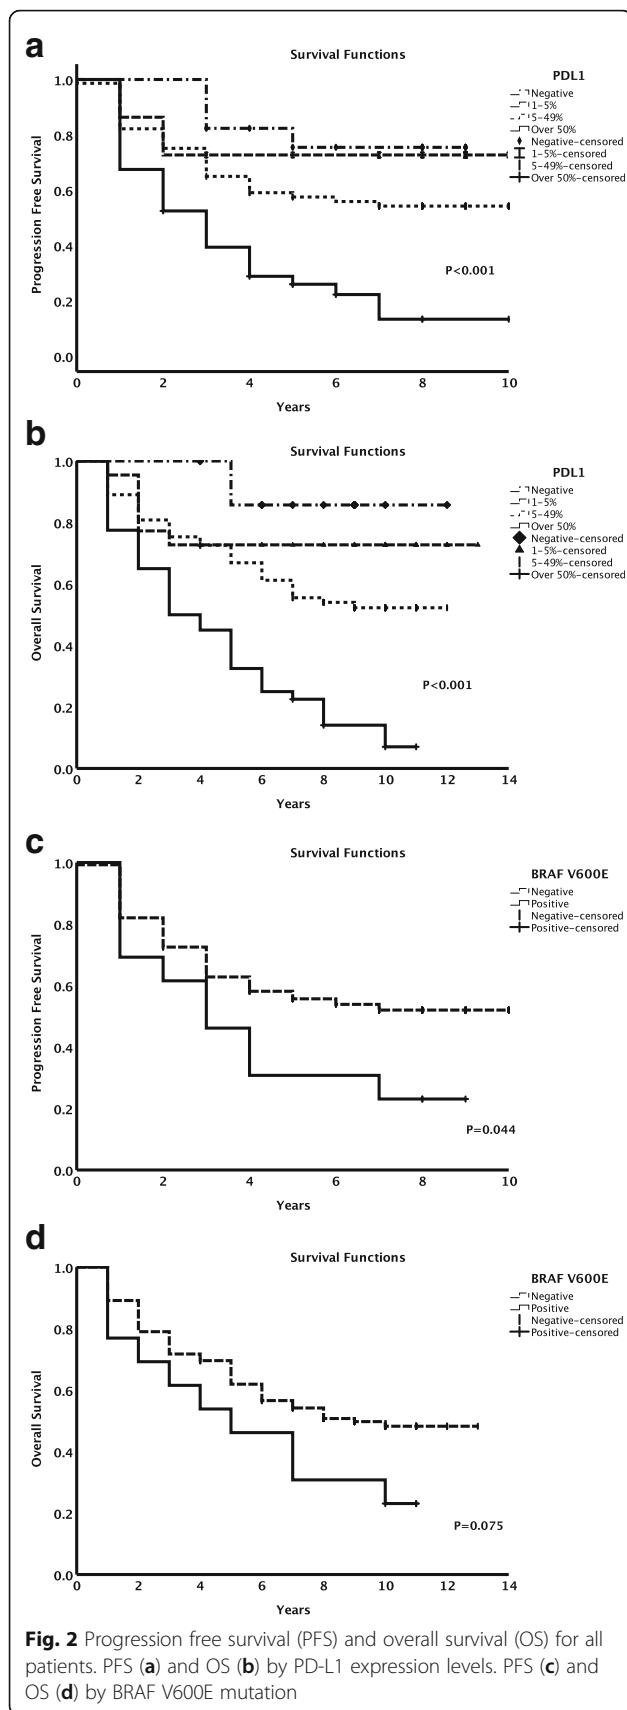 a
Survival Functions
PDL1
Negative
1-5%
5-49%
Over 50%
Negative-censored
1-5%-censored
5-49%-censored
Over 50%-censored
Progression Free Survival
1.0
0.8
0.6
0.4
0.2
0.0
P<0.001
2 4 6 8 10
Years
b
Survival Functions
PDL1
Negative
1-5%
5-49%
Over 50%
Negative-censored
1-5%-censored
5-49%-censored
Over 50%-censored
Overall Survival
1.0
0.8
0.6
0.4
0.2
0.0
P<0.001
0 2 4 6 8 10 12 14
Years
c
Survival Functions
BRAF V600E
Negative
Positive
Negative-censored
Positive-censored
Progression Free Survival
1.0
0.8
0.6
0.4
0.2
0.0
P=0.044
0 2 4 6 8 10
Years
d
Survival Functions
BRAF V600E
Negative
Positive
Negative-censored
Positive-censored
Overall Survival
1.0
0.8
0.6
0.4
0.2
0.0
P=0.075
0 2 4 6 8 10 12 14
Years
Fig. 2 Progression free survival (PFS) and overall survival (OS) for all
patients. PFS (a) and OS (b) by PD-L1 expression levels. PFS (c) and
OS (d) by BRAF V600E mutation